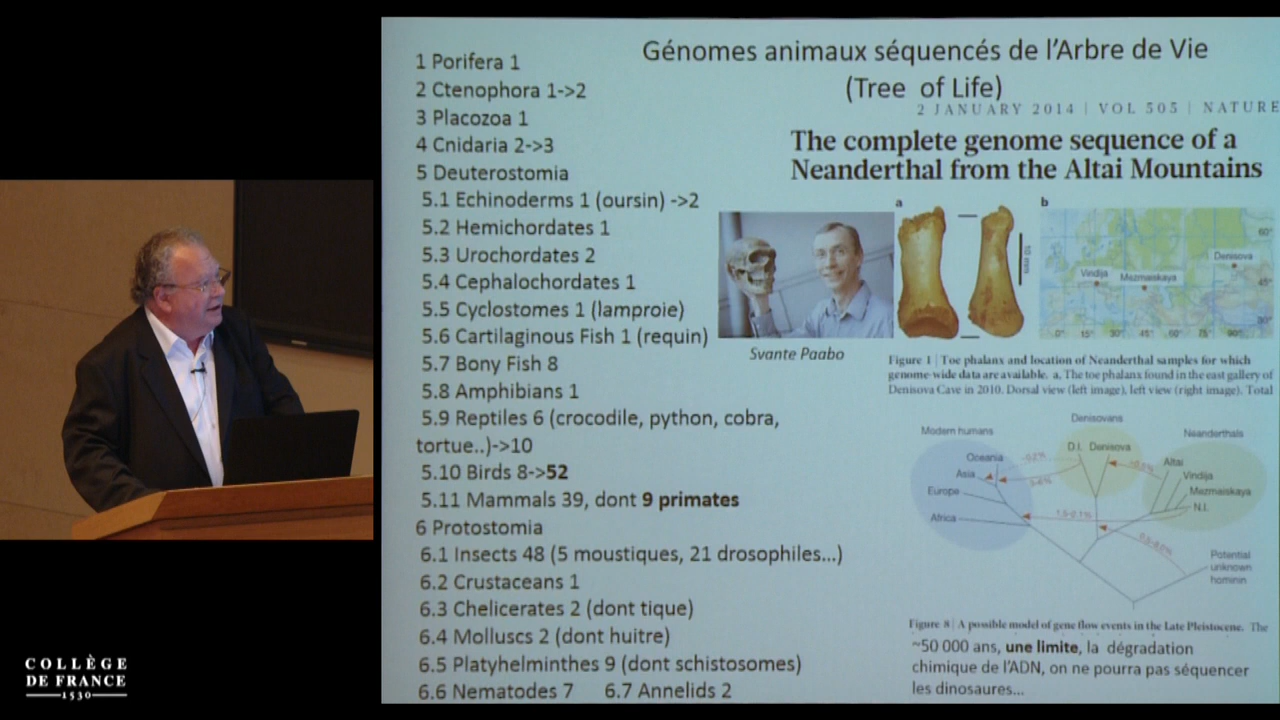 Génomes animaux séquencés de l'Arbre de Vie
(Tree of Life)
1 Porifera 1
2 Ctenophora 1->2
3 Placozoa 1
4 Cnidaria 2->3
5 Deuterostomia
5.1 Echinoderms 1 (oursin) ->2
5.2 Hemichordates 1
5.3 Urochordates 2
5.4 Cephalochordates 1
5.5 Cyclostomes 1 (lamproie)
5.6 Cartilaginous Fish 1 (requin)
5.7 Bony Fish 8
5.8 Amphibians 1
5.9 Reptiles 6 (crocodile, python, cobra,
tortue..)->10
5.10 Birds 8->52
5.11 Mammals 39, dont 9 primates
6 Protostomia
6.1 Insects 48 (5 moustiques, 21 drosophiles...)
6.2 Crustaceans 1
6.3 Chelicerates 2 (dont tique)
6.4 Molluscs 2 (dont huitre)
6.5 Platyhelminthes 9 (dont schistosomes)
6.6 Nematodes 7 6.7 Annelids 2
2 JANUARY 2014 | VOL 505 | NATURE
The complete genome sequence of a
Neanderthal from the Altai Mountains
Svante Paabo
a
10 mm
b
60°
Denisova
Vindija
Mezmaiskaya
45°
30°
0° 15° 30° 45° 60° 75° 90°
Figure 1 | Toe phalanx and location of Neanderthal samples for which
genome-wide data are available. a, The toe phalanx found in the east gallery of
Denisova Cave in 2010. Dorsal view (left image), left view (right image). Total
Modern humans
Denisovans
Neanderthals
Oceania
Asia
Europe
Africa
D.I. Denisova
Altai
Vindija
Mezmaiskaya
N.I.
Potential
unknown
hominin
Figure 8 | A possible model of gene flow events in the Late Pleistocene. The
~50 000 ans, une limite, la dégradation
chimique de l'ADN, on ne pourra pas séquencer
les dinosaures...
COLLÈGE
DE FRANCE
1530